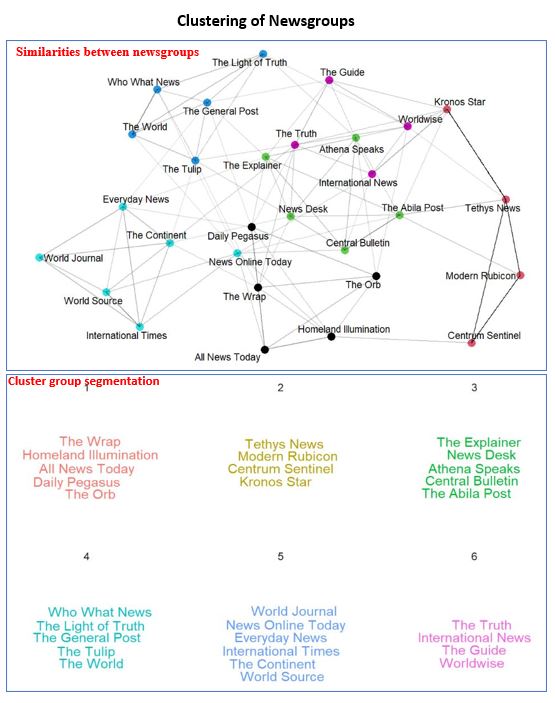 Clustering of Newsgroups
Similarities between newsgroups
The Light of Truth
The Guide
Who What News
Kronos Star
The General Post
Worldwise
The World
The Truth
Athena Speaks
The Tulip
The Explainer
International News
Everyday News
News Desk
The Abila Post
Tethys News
The Continent
Daily Pegasus
Central Bulletin
World Journal
News Online Today
Modern Rubicon
The Orb
World Source
The Wrap
International Times
Homeland Illumination
Centrum Sentinel
All News Today
Cluster group segmentation
1
2
3
The Wrap
Homeland Illumination
All News Today
Daily Pegasus
The Orb
Tethys News
Modern Rubicon
Centrum Sentinel
Kronos Star
The Explainer
News Desk
Athena Speaks
Central Bulletin
The Abila Post
4
5
6
Who What News
The Light of Truth
The General Post
The Tulip
The World
World Journal
News Online Today
Everyday News
International Times
The Continent
World Source
The Truth
International News
The Guide
Worldwise